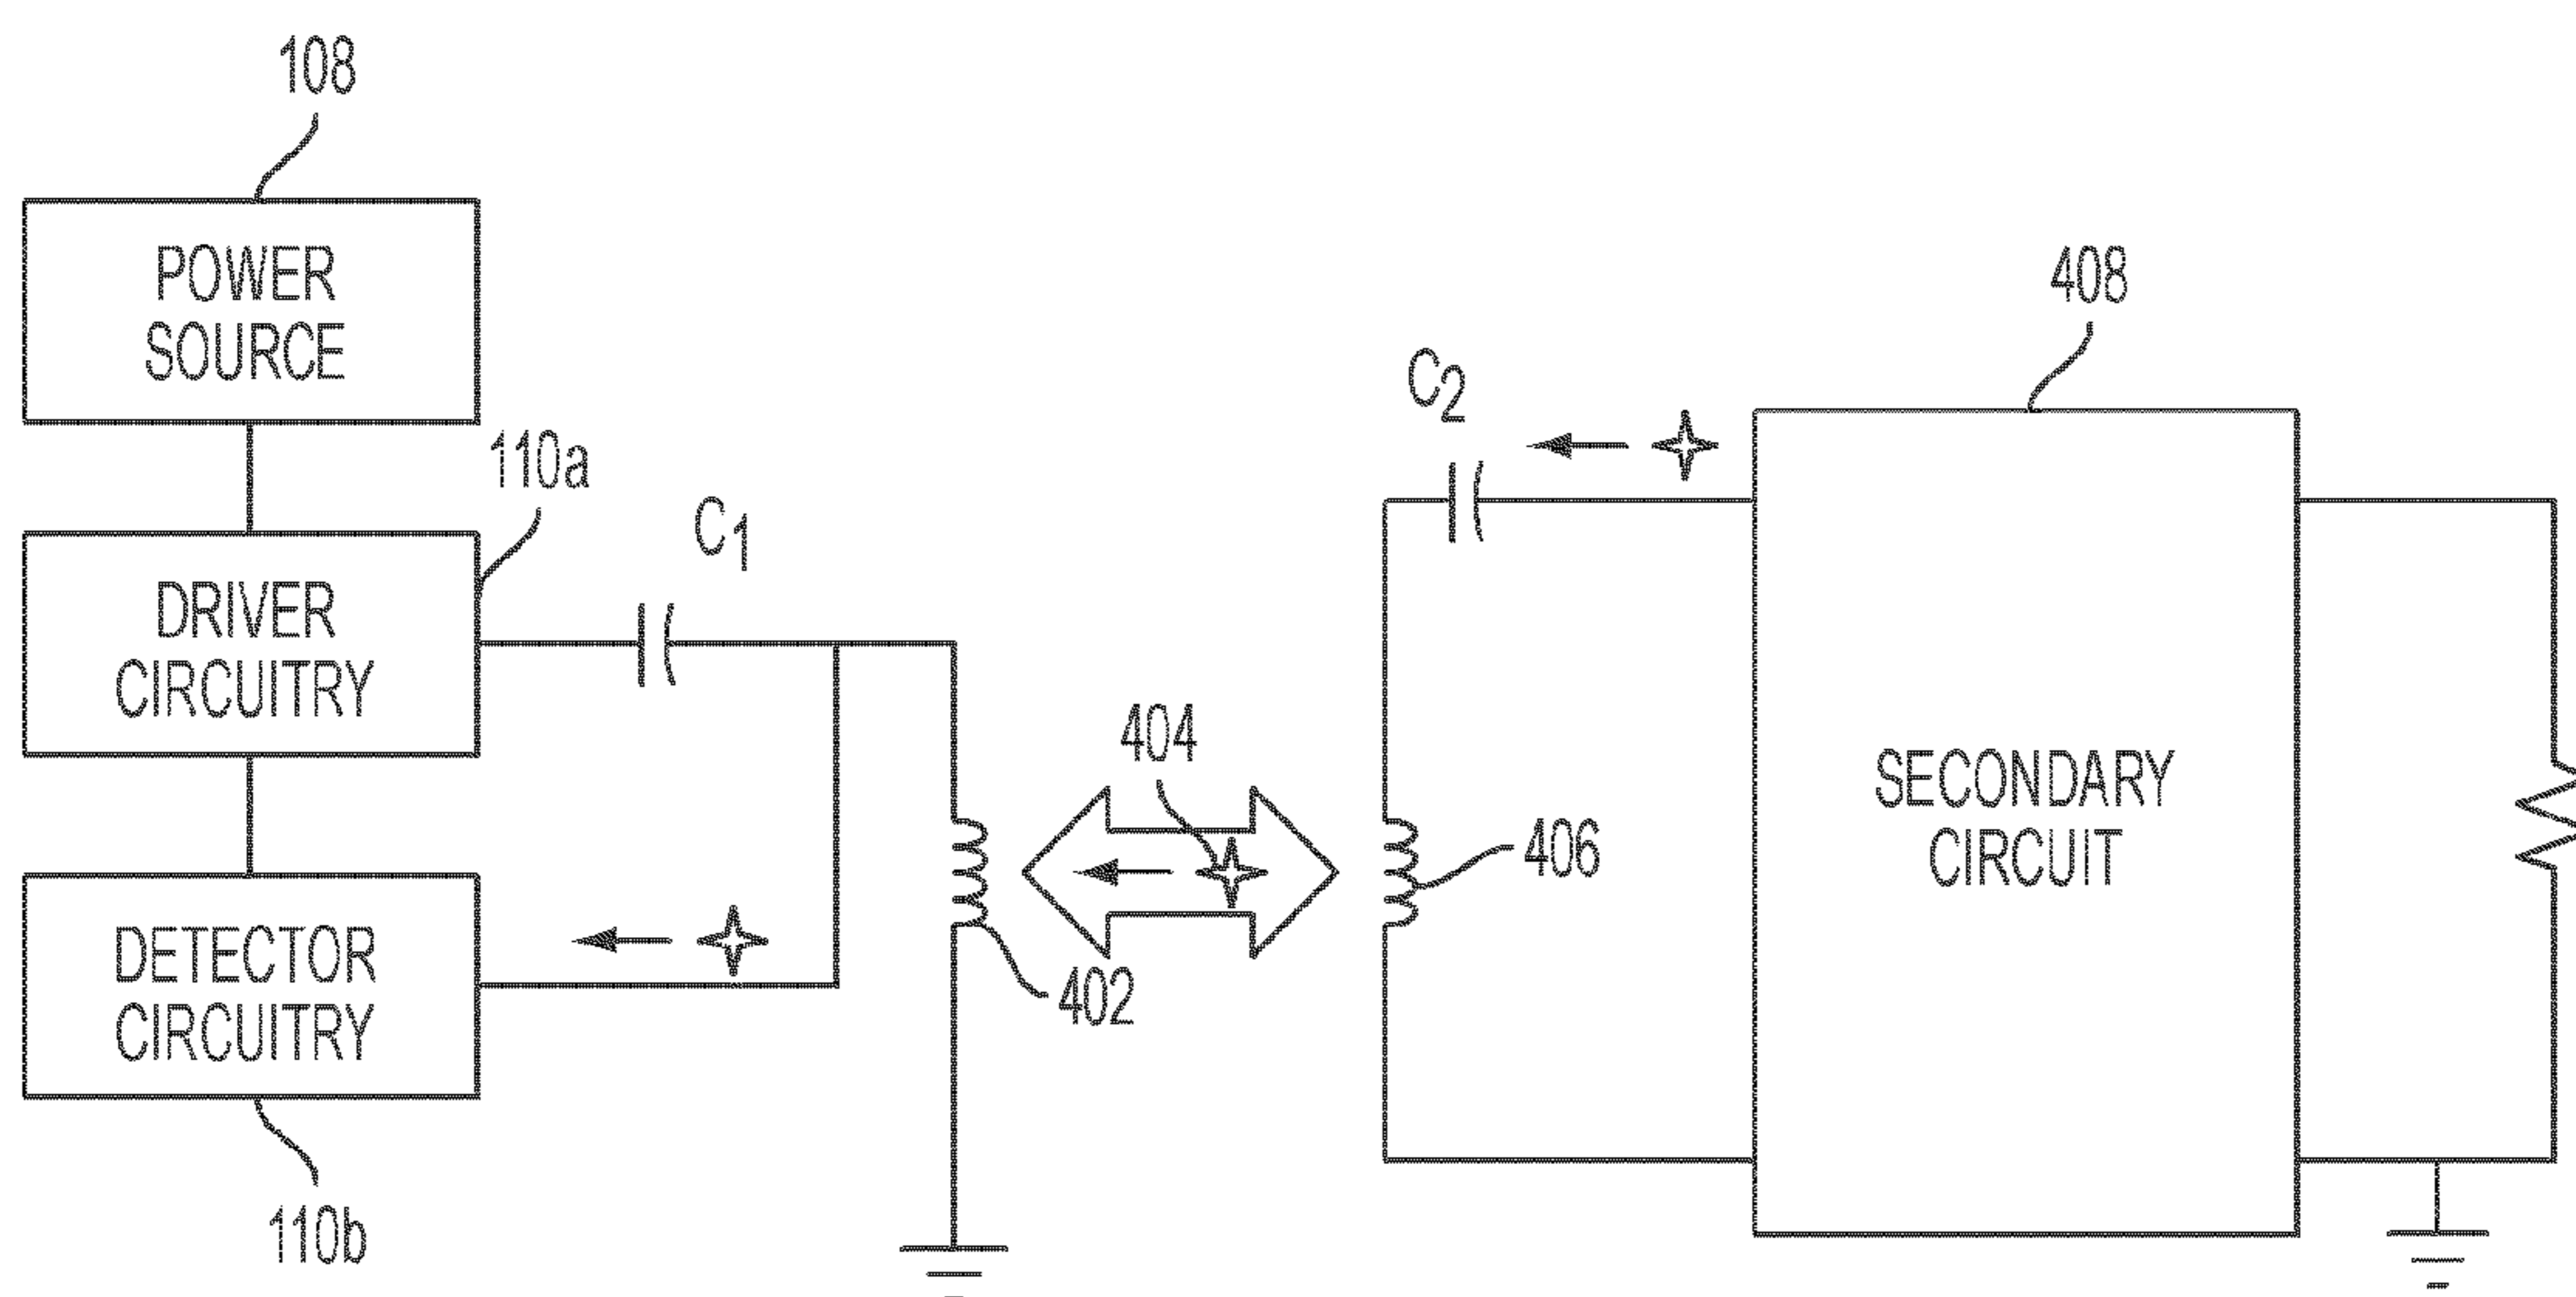 108
POWER
SOURCE
110a
DRIVER
CIRCUITRY
C1
DETECTOR
CIRCUITRY
110b
402
404
406
C2
408
SECONDARY
CIRCUIT